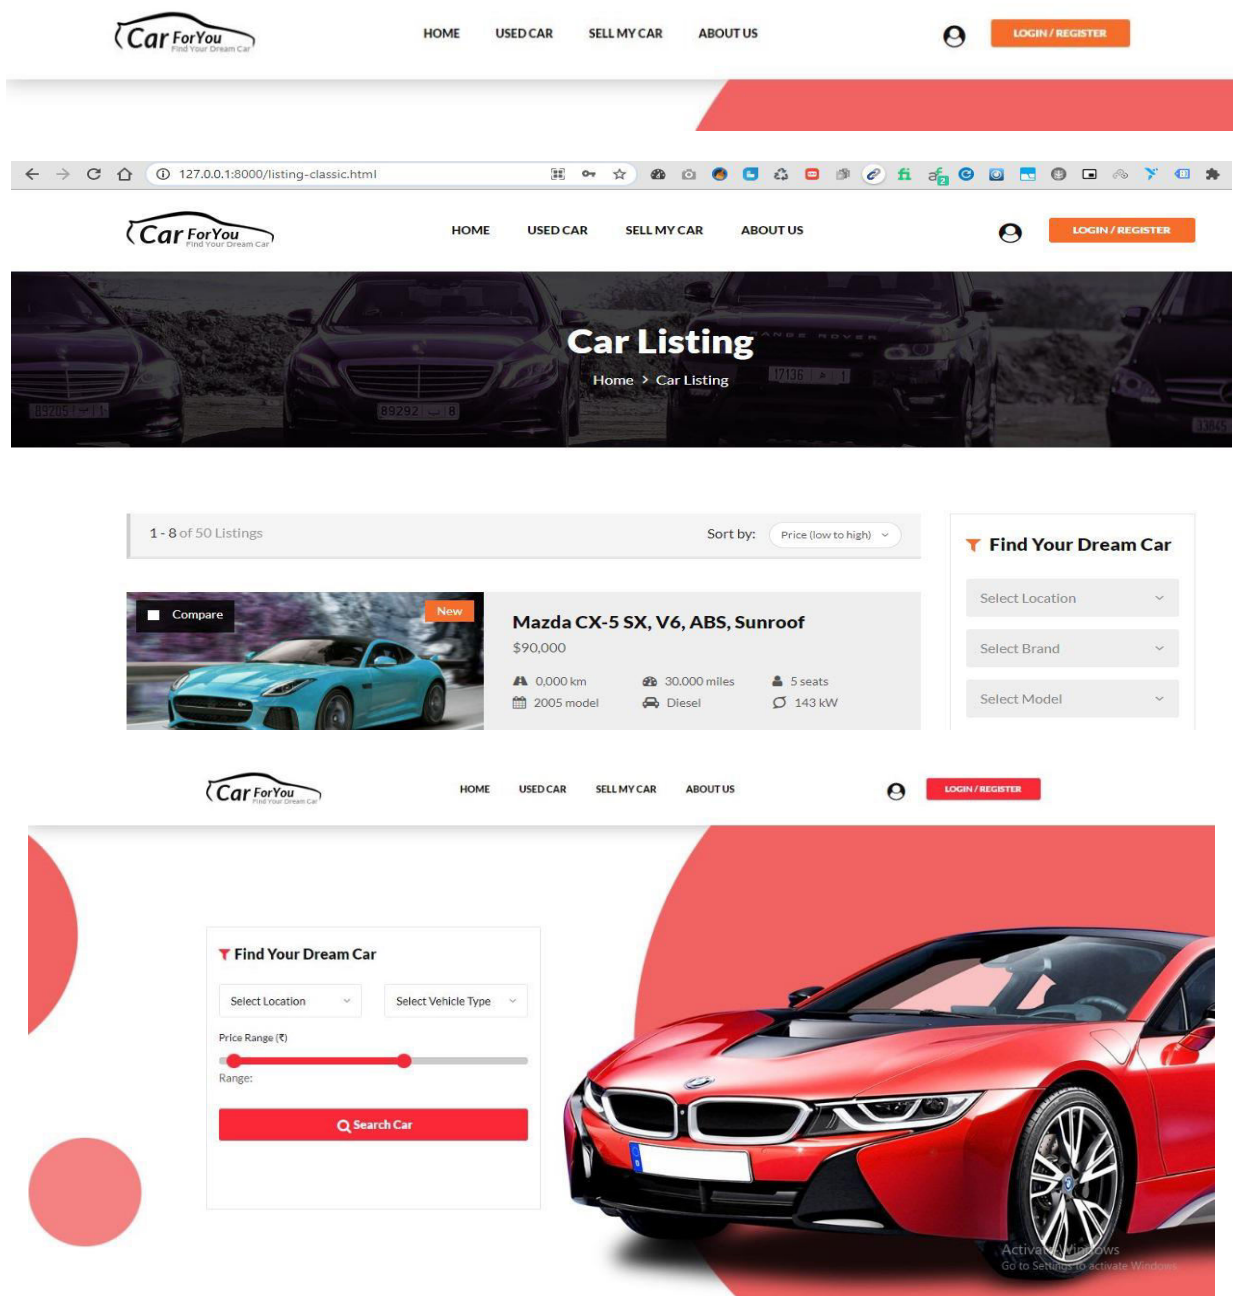 Car ForYou
Find Your Dream Car
HOME USED CAR SELL MY CAR ABOUT US
LOGIN / REGISTER
127.0.0.1:8000/listing-classic.html
Car ForYou
Find Your Dream Car
HOME USED CAR SELL MY CAR ABOUT US
LOGIN / REGISTER
RANGE ROVER
Car Listing
Home > Car Listing
1 - 8 of 50 Listings
Sort by: Price (low to high)
Find Your Dream Car
Select Location
Select Brand
Select Model
Compare
New
Mazda CX-5 SX, V6, ABS, Sunroof
$90,000
0,000 km 30.000 miles 5 seats
2005 model Diesel 143 kW
Car ForYou
Find Your Dream Car
HOME USED CAR SELL MY CAR ABOUT US
LOGIN / REGISTER
Find Your Dream Car
Select Location Select Vehicle Type
Price Range (₹)
Range:
Search Car
Activate Windows
Go to Settings to activate Windows.